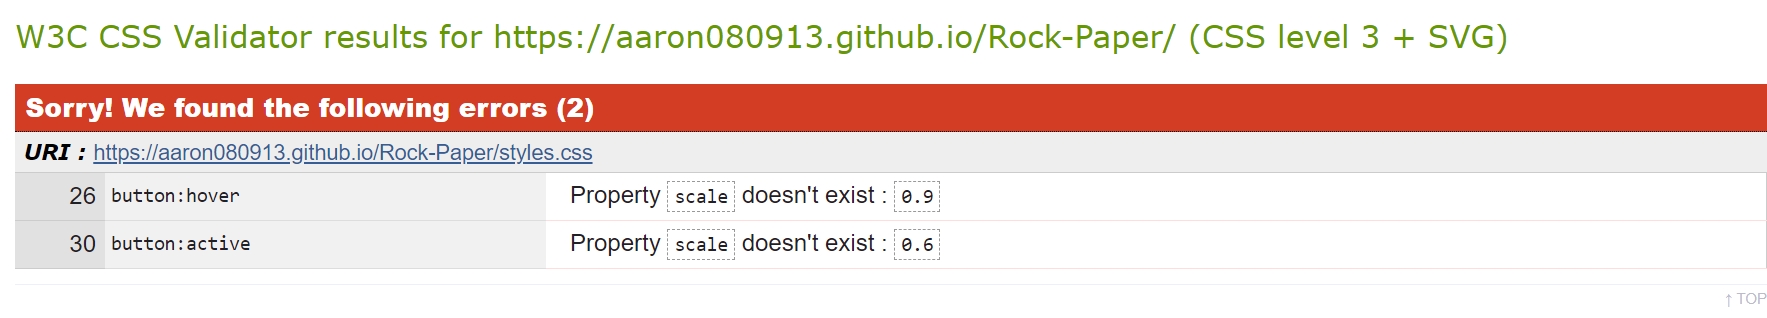 W3C CSS Validator results for https://aaron080913.github.io/Rock-Paper/ (CSS level 3 + SVG)
Sorry! We found the following errors (2)
URI : https://aaron080913.github.io/Rock-Paper/styles.css
26 button:hover Property scale doesn't exist : 0.9
30 button:active Property scale doesn't exist : 0.6
↑ TOP